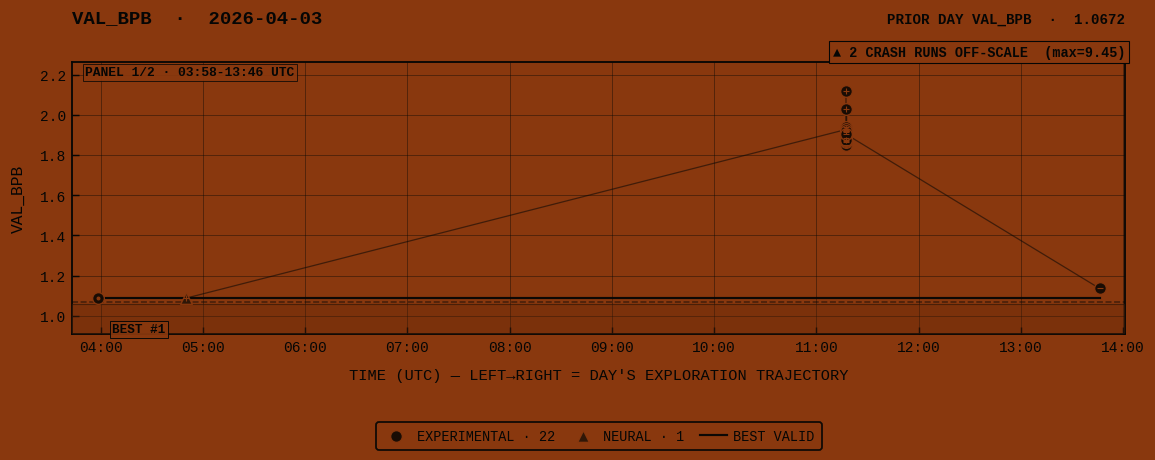 VAL_BPB · 2026-04-03
PRIOR DAY VAL_BPB · 1.0672
▲ 2 CRASH RUNS OFF-SCALE (max=9.45)
PANEL 1/2 · 03:58-13:46 UTC
2.2
2.0
1.8
1.6
1.4
1.2
1.0
VAL_BPB
BEST #1
04:00 05:00 06:00 07:00 08:00 09:00 10:00 11:00 12:00 13:00 14:00
TIME (UTC) — LEFT→RIGHT = DAY'S EXPLORATION TRAJECTORY
EXPERIMENTAL · 22 NEURAL · 1 BEST VALID